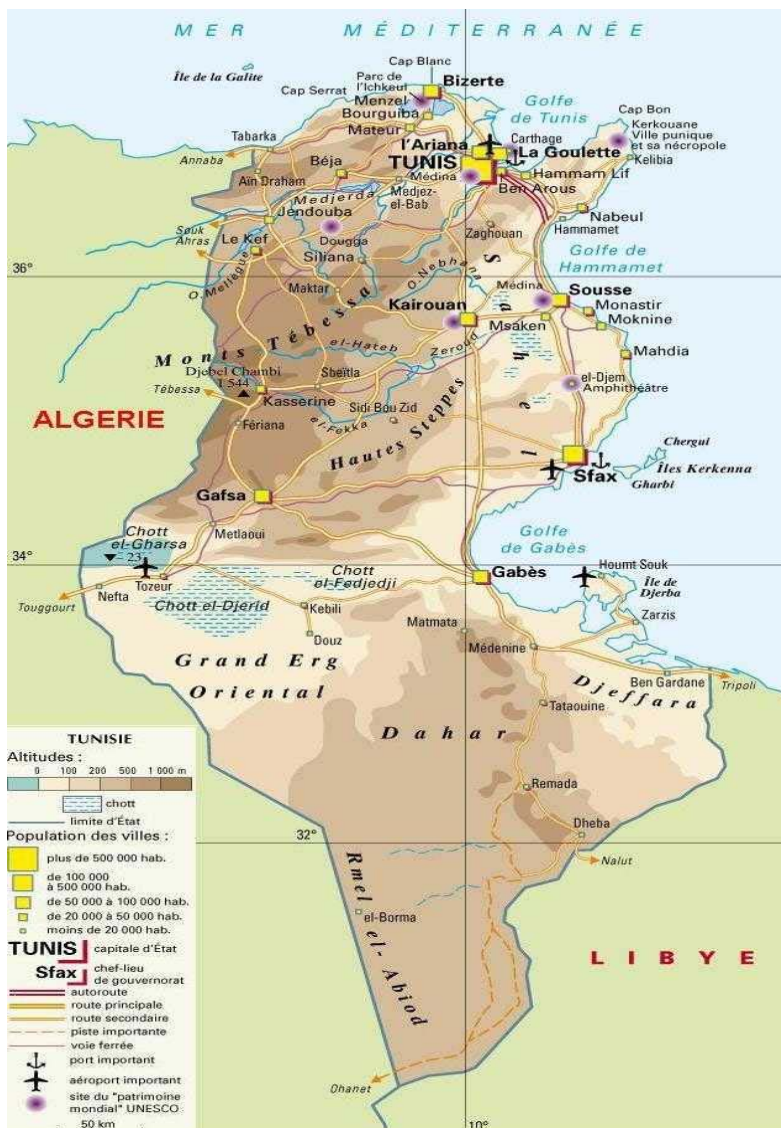 MER MÉDITERRANÉE
Cap Blanc
Île de la Galite
Parc de
l'Ichkeul
Bizerte
Cap Serrat
Menzel
Bourguiba
Golfe
de Tunis
Cap Bon
Mateur
Kerkouane
Ville punique
et sa nécropole
Tabarka
l'Ariana
Carthage
La Goulette
Annaba
Béja
TUNIS
Kelibia
Aïn Draham
Médina
Hammam Lif
Medjez-
el-Bab
Ben Arous
Medjerda
Jendouba
Nabeul
Souk
Ahras
Dougga
Zaghouan
Hammamet
Le Kef
Siliana
Golfe de
Hammamet
36°
O. Mellègue
O. Nebhana
Maktar
Médina
Sousse
Kairouan
Monastir
Msaken
Moknine
Monts Tébessa
el-Hateb
Zeroud
Sahel
Mahdia
Djebel Chambi
1 544
Sbeïtla
el-Djem
Amphithéâtre
Tébessa
Kasserine
Sidi Bou Zid
ALGERIE
Fériana
el-Fekka
Hautes Steppes
Chergui
Îles Kerkenna
Sfax
Gharbi
Gafsa
Chott
el-Gharsa
Metlaoui
Golfe
de Gabès
34°
- 23
Chott
el-Fedjedji
Houmt Souk
Gabès
Île de
Djerba
Tozeur
Nefta
Touggourt
Chott el-Djerid
Kebili
Zarzis
Matmata
Douz
Médenine
Grand Erg
Oriental
Ben Gardane
Tripoli
Djeffara
Tataouine
Dahar
TUNISIE
Altitudes :
0 100 200 500 1 000 m
Remada
chott
limite d'État
Dheba
Population des villes :
32°
plus de 500 000 hab.
Nalut
de 100 000
à 500 000 hab.
Rmel el-Abiod
de 50 000 à 100 000 hab.
de 20 000 à 50 000 hab.
el-Borma
moins de 20 000 hab.
TUNIS capitale d'État
LIBYE
Sfax chef-lieu
de gouvernorat
autoroute
route principale
route secondaire
piste importante
voie ferrée
port important
aéroport important
Dhanet
site du "patrimoine
mondial" UNESCO
50 km
10°